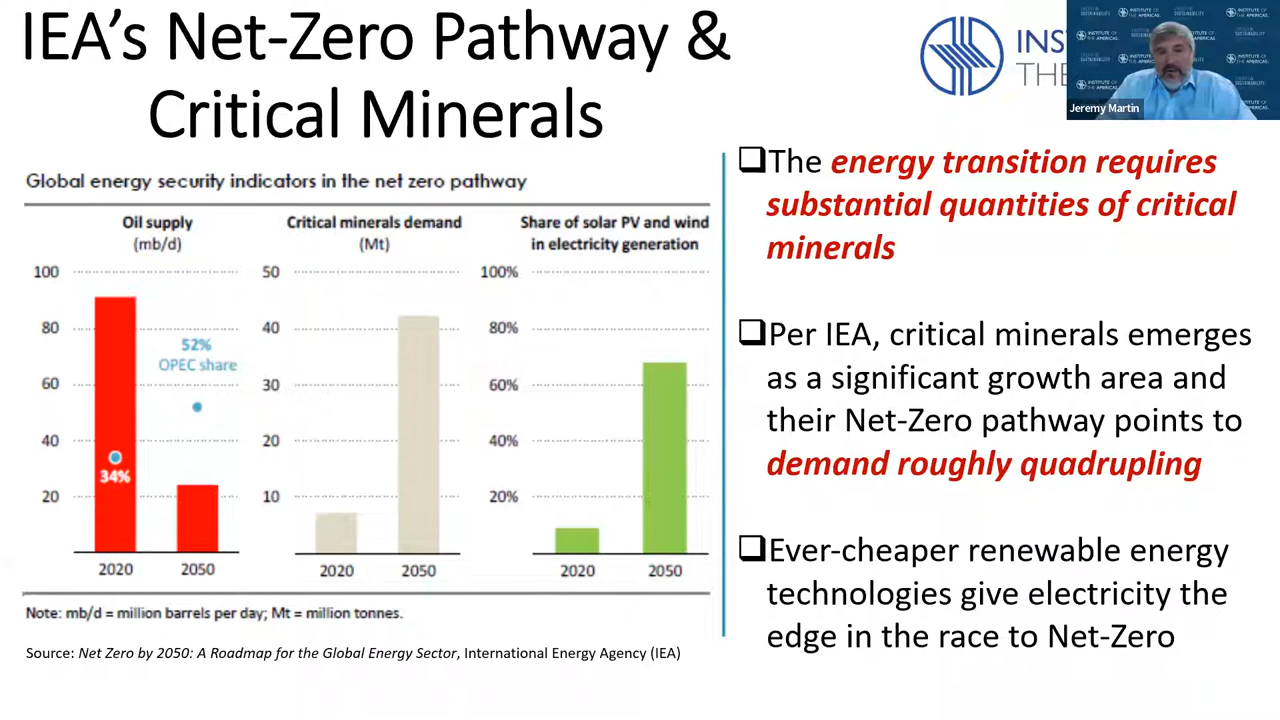 IEA's Net-Zero Pathway &
Critical Minerals
THE
Jeremy Martin
Global energy security indicators in the net zero pathway
Oil supply
(mb/d)
100
80
60
40
20
52%
OPEC share
34%
2020 2050
Critical minerals demand
(Mt)
50
40
30
20
10
2020 2050
Share of solar PV and wind
in electricity generation
100%
80%
60%
40%
20%
2020 2050
Note: mb/d = million barrels per day; Mt = million tonnes.
Source: Net Zero by 2050: A Roadmap for the Global Energy Sector, International Energy Agency (IEA)
❑The energy transition requires
substantial quantities of critical
minerals
❑Per IEA, critical minerals emerges
as a significant growth area and
their Net-Zero pathway points to
demand roughly quadrupling
❑Ever-cheaper renewable energy
technologies give electricity the
edge in the race to Net-Zero